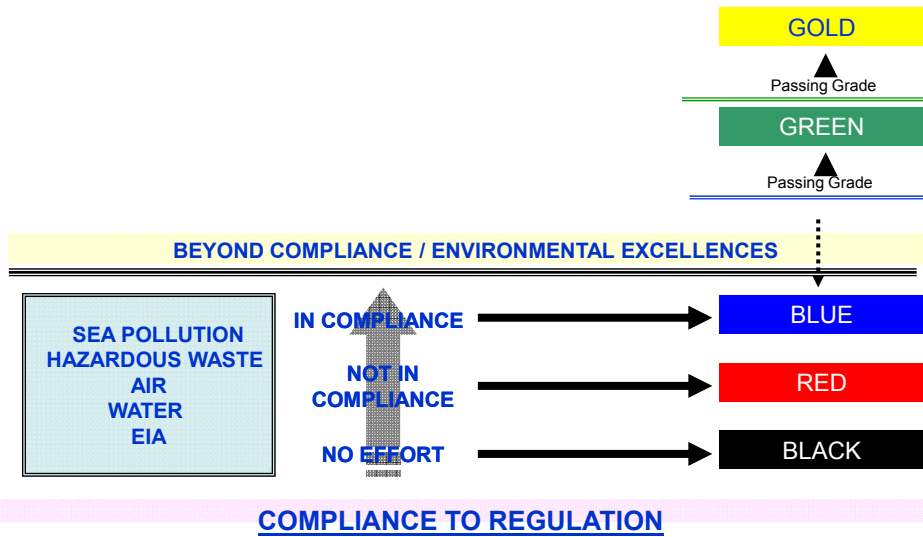 GOLD
Passing Grade
GREEN
Passing Grade
BEYOND COMPLIANCE / ENVIRONMENTAL EXCELLENCES
SEA POLLUTION
HAZARDOUS WASTE
AIR
WATER
EIA
IN COMPLIANCE
BLUE
NOT IN
COMPLIANCE
RED
NO EFFORT
BLACK
COMPLIANCE TO REGULATION